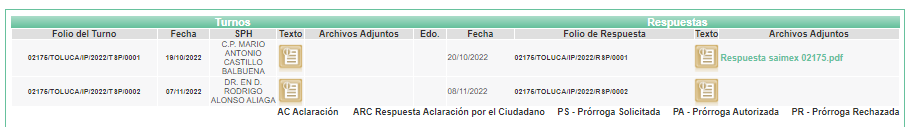 Turnos Respuestas
Folio del Turno Fecha SPH Texto Archivos Adjuntos Edo. Fecha Folio de Respuesta Texto Archivos Adjuntos
02175/TOLUCA/IP/2022/TSP/0001 19/10/2022 C.P. MARIO ANTONIO CASTILLO BALBUENA 20/10/2022 02175/TOLUCA/IP/2022/RSP/0001 Respuesta saimex 02175.pdf
02175/TOLUCA/IP/2022/TSP/0002 07/11/2022 DR. EN D. RODRIGO ALONSO ALIAGA 08/11/2022 02175/TOLUCA/IP/2022/RSP/0002
AC Aclaración ARC Respuesta Aclaración por el Ciudadano PS - Prórroga Solicitada PA - Prórroga Autorizada PR - Prórroga Rechazada